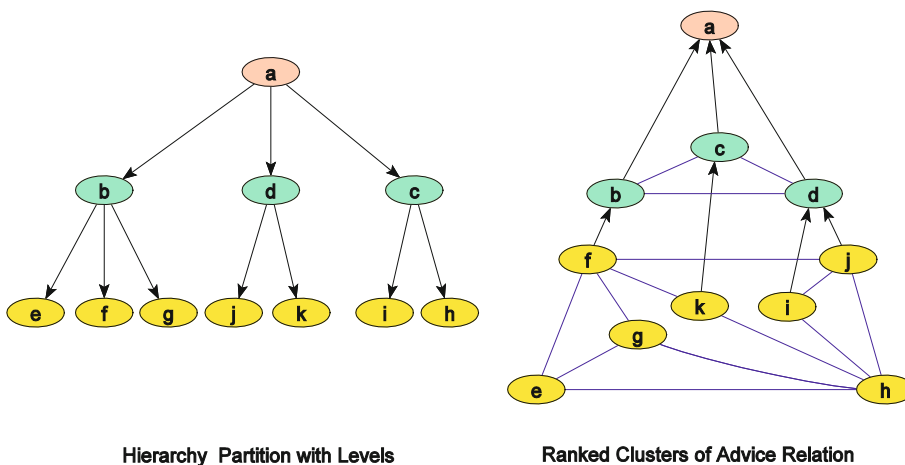 a
b d c
e f g j k i h
Hierarchy Partition with Levels
a
c
b d
f j
k i
g
e h
Ranked Clusters of Advice Relation